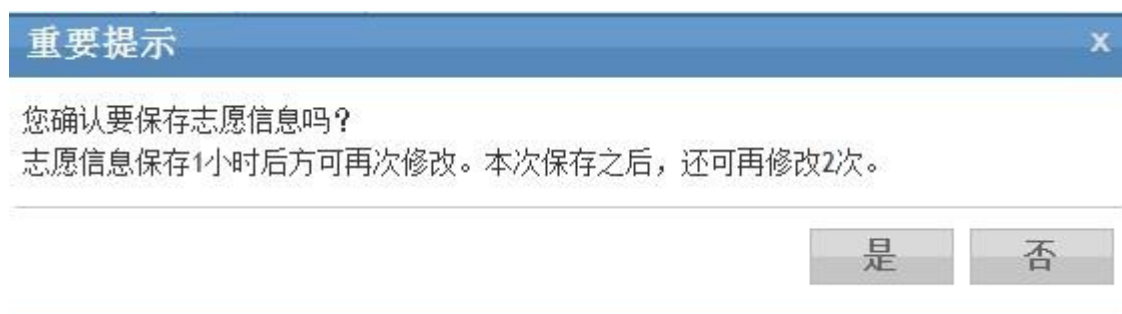 重要提示
x
您确认要保存志愿信息吗?
志愿信息保存1小时后方可再次修改。本次保存之后，还可再修改2次。
是
否